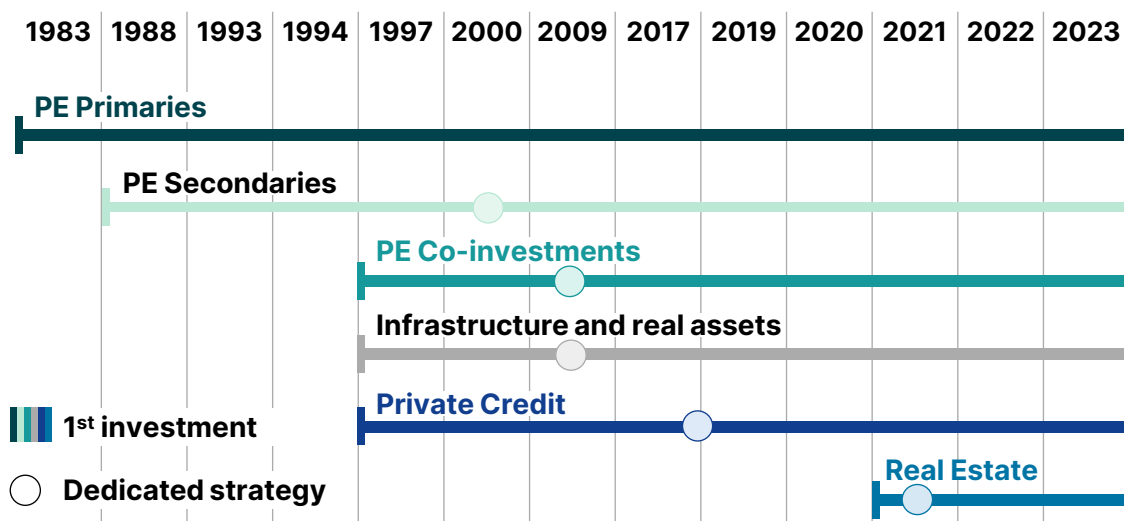 1983 1988 1993 1994 1997 2000 2009 2017 2019 2020 2021 2022 2023
PE Primaries
PE Secondaries
PE Co-investments
Infrastructure and real assets
Private Credit
1st investment
Real Estate
Dedicated strategy